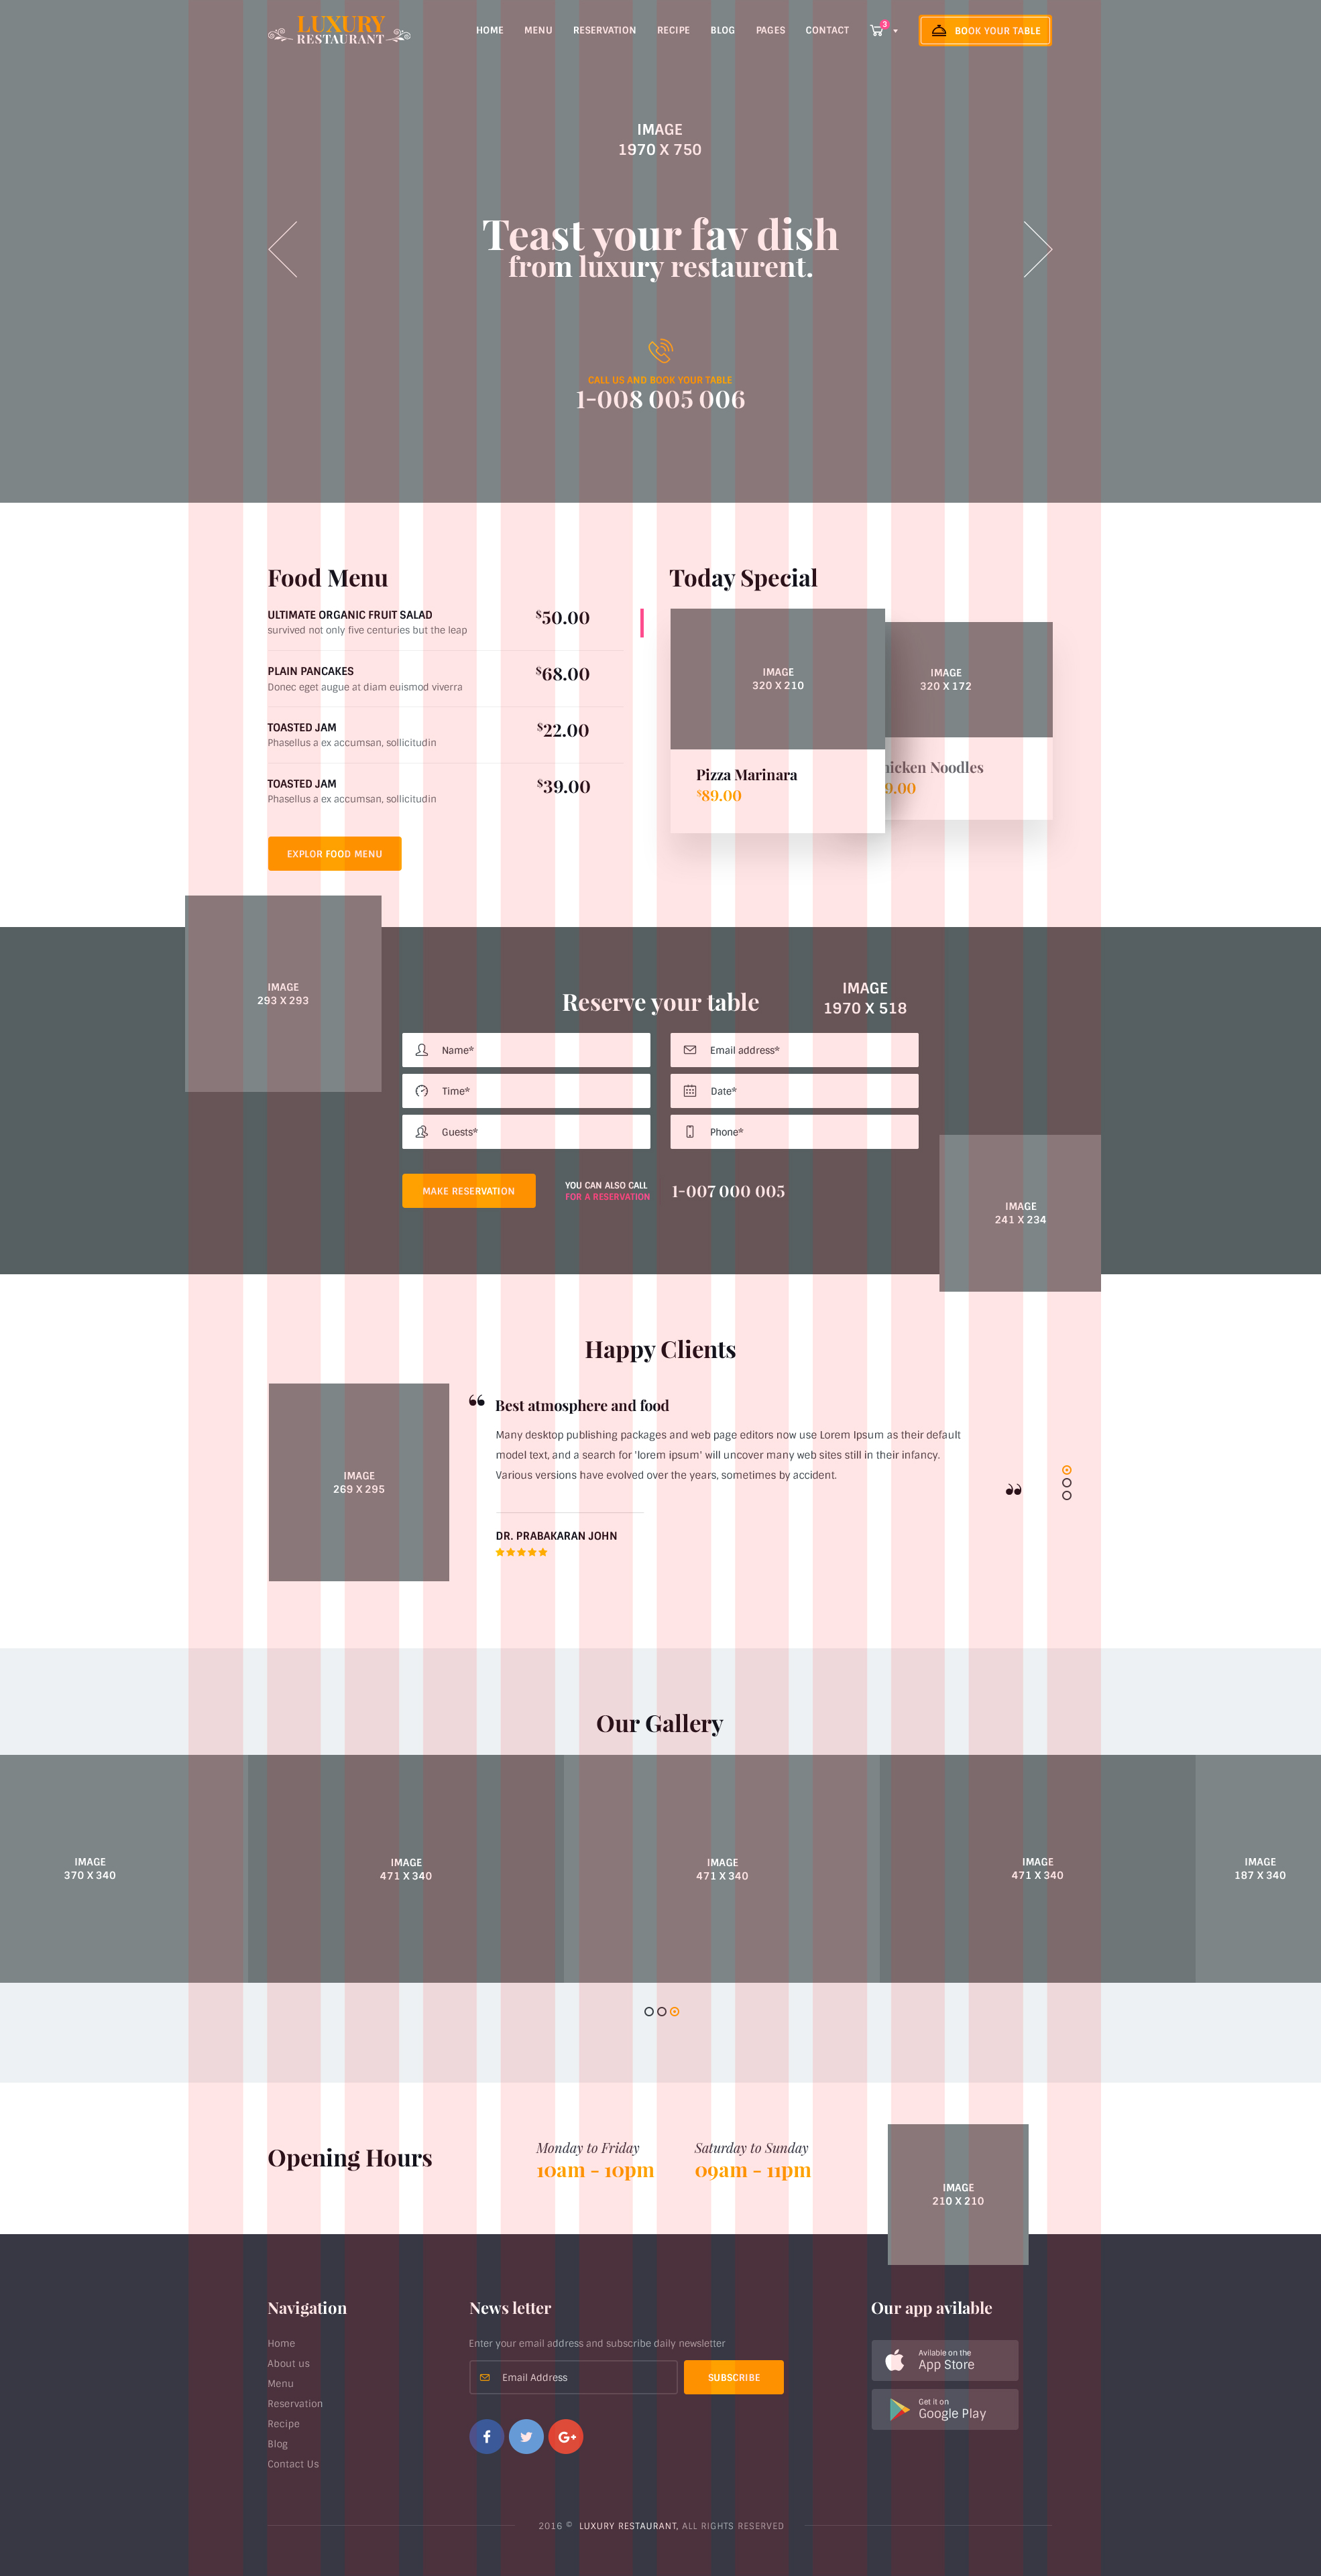 LUXURY
RESTAURANT
HOME MENU RESERVATION RECIPE BLOG PAGES CONTACT 3 BOOK YOUR TABLE
IMAGE
1970 X 750
Teast your fav dish
from luxury restaurent.
CALL US AND BOOK YOUR TABLE
1-008 005 006
Food Menu
ULTIMATE ORGANIC FRUIT SALAD $50.00
survived not only five centuries but the leap
PLAIN PANCAKES $68.00
Donec eget augue at diam euismod viverra
TOASTED JAM $22.00
Phasellus a ex accumsan, sollicitudin
TOASTED JAM $39.00
Phasellus a ex accumsan, sollicitudin
EXPLOR FOOD MENU
Today Special
IMAGE
320 X 210
Pizza Marinara
$89.00
IMAGE
320 X 172
hicken Noodles
9.00
IMAGE
293 X 293
Reserve your table
IMAGE
1970 X 518
Name* Email address*
Time* Date*
Guests* Phone*
MAKE RESERVATION
YOU CAN ALSO CALL
FOR A RESERVATION
1-007 000 005
IMAGE
241 X 234
Happy Clients
IMAGE
269 X 295
“
Best atmosphere and food
Many desktop publishing packages and web page editors now use Lorem Ipsum as their default
model text, and a search for 'lorem ipsum' will uncover many web sites still in their infancy.
Various versions have evolved over the years, sometimes by accident.
”
DR. PRABAKARAN JOHN
Our Gallery
IMAGE
370 X 340
IMAGE
471 X 340
IMAGE
471 X 340
IMAGE
471 X 340
IMAGE
187 X 340
Opening Hours
Monday to Friday
10am - 10pm
Saturday to Sunday
09am - 11pm
IMAGE
210 X 210
Navigation
Home
About us
Menu
Reservation
Recipe
Blog
Contact Us
News letter
Enter your email address and subscribe daily newsletter
Email Address SUBSCRIBE
f G+
Our app avilable
Avilable on the
App Store
Get it on
Google Play
2016 © LUXURY RESTAURANT, ALL RIGHTS RESERVED